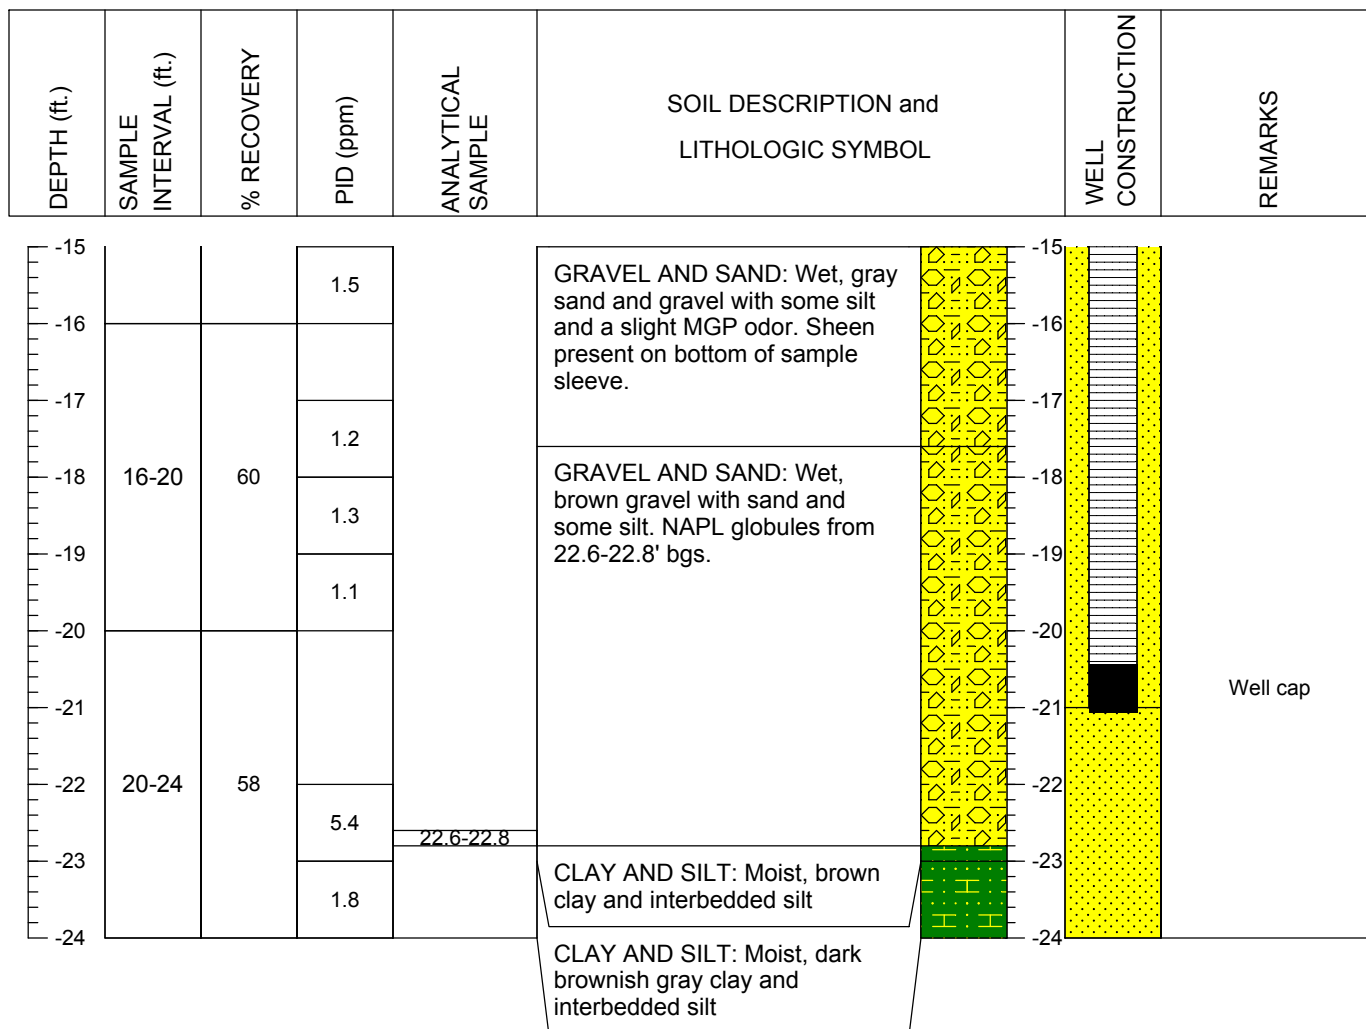 DEPTH (ft.)
SAMPLE
INTERVAL (ft.)
% RECOVERY
PID (ppm)
ANALYTICAL
SAMPLE
SOIL DESCRIPTION and
LITHOLOGIC SYMBOL
WELL
CONSTRUCTION
REMARKS
-15
-16
-17
-18
-19
-20
-21
-22
-23
-24
16-20
20-24
60
58
1.5
1.2
1.3
1.1
5.4
1.8
22.6-22.8
GRAVEL AND SAND: Wet, gray
sand and gravel with some silt
and a slight MGP odor. Sheen
present on bottom of sample
sleeve.
GRAVEL AND SAND: Wet,
brown gravel with sand and
some silt. NAPL globules from
22.6-22.8' bgs.
CLAY AND SILT: Moist, brown
clay and interbedded silt
CLAY AND SILT: Moist, dark
brownish gray clay and
interbedded silt
-15
-16
-17
-18
-19
-20
-21
-22
-23
-24
Well cap